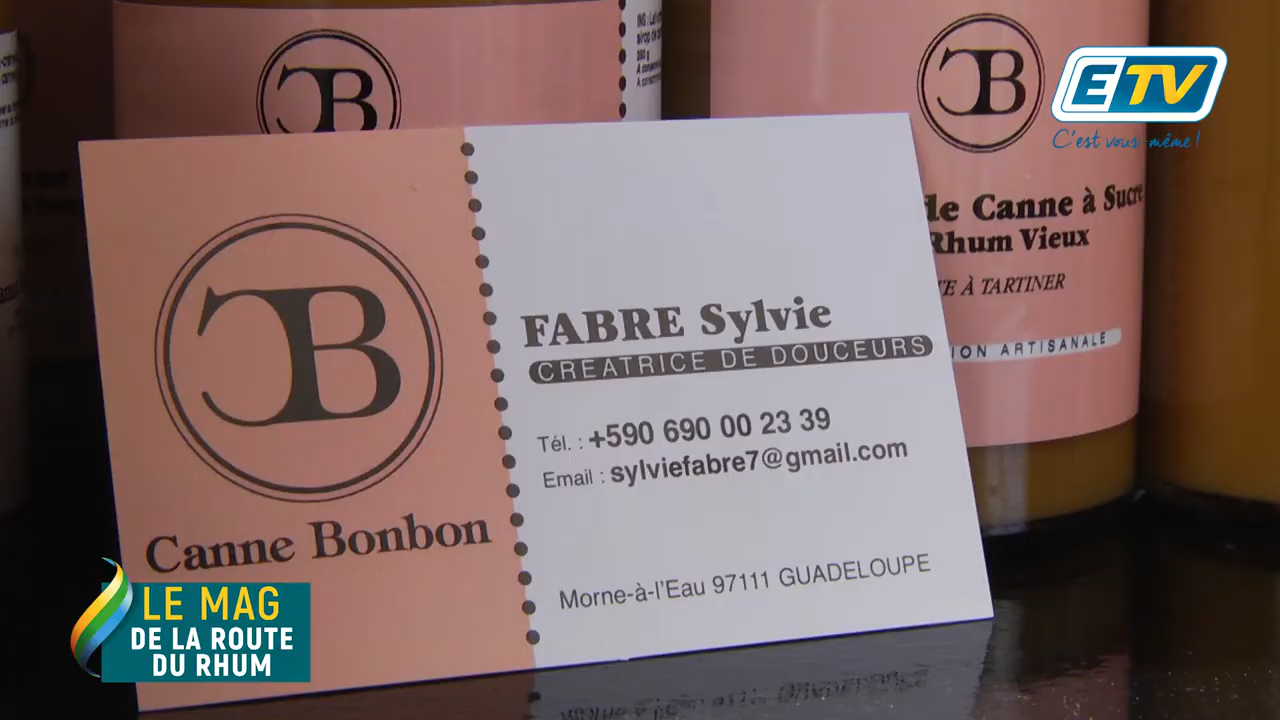 CB
CB
ETV
C'est vous-même !
de Canne à Sucre
Rhum Vieux
À TARTINER
ARTISANALE
CB
Canne Bonbon
FABRE Sylvie
CREATRICE DE DOUCEURS
Tél. : +590 690 00 23 39
Email : sylviefabre7@gmail.com
Morne-à-l'Eau 97111 GUADELOUPE
LE MAG
DE LA ROUTE
DU RHUM